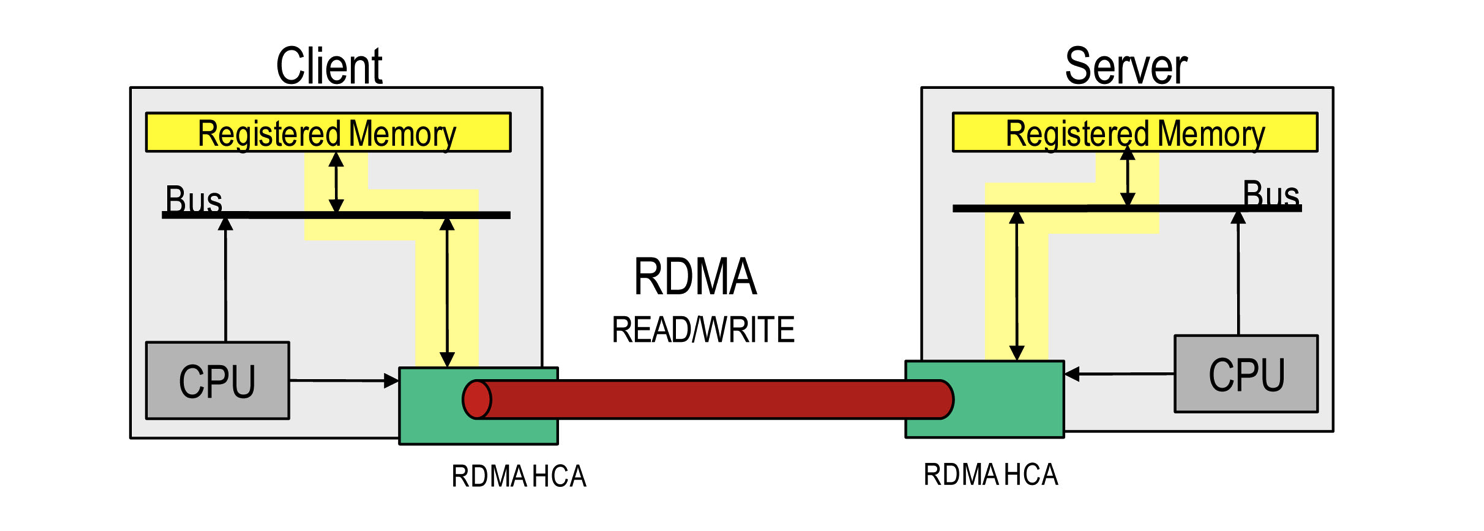 Client
Server
Registered Memory
Registered Memory
Bus
Bus
RDMA
READ/WRITE
CPU
CPU
RDMA HCA
RDMA HCA